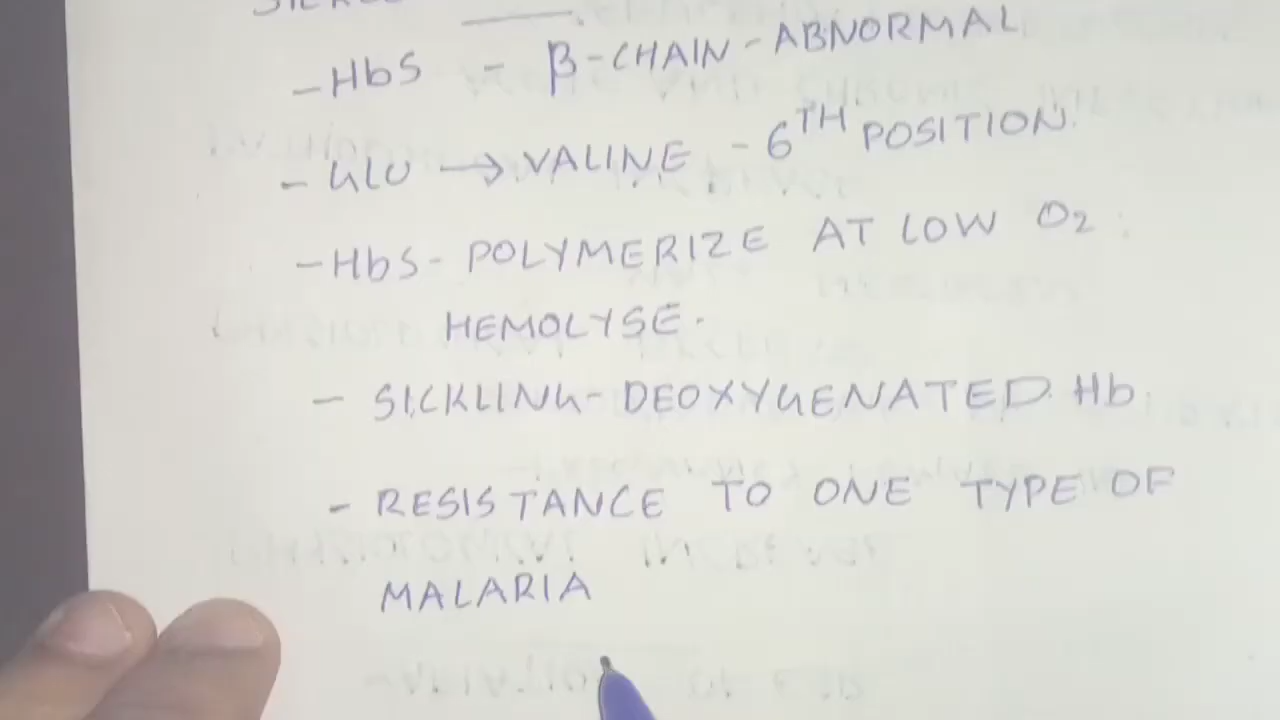 - HbS - β-CHAIN-ABNORMAL
- GLU → VALINE - 6TH POSITION.
- HbS- POLYMERIZE AT LOW O2
HEMOLYSE.
- SICKLING- DEOXYGENATED Hb
- RESISTANCE TO ONE TYPE OF
MALARIA